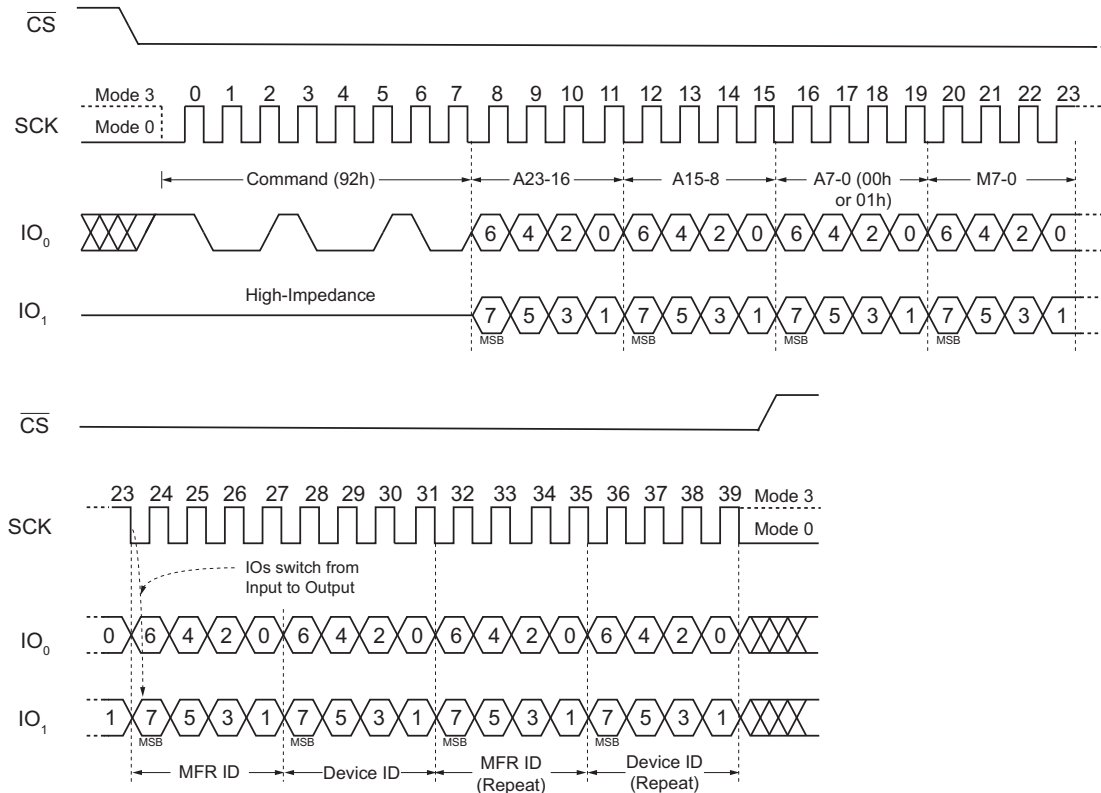 CS
Mode 3
Mode 0
SCK
0 1 2 3 4 5 6 7 8 9 10 11 12 13 14 15 16 17 18 19 20 21 22 23
Command (92h) A23-16 A15-8 A7-0 (00h or 01h) M7-0
IO0
6 4 2 0 6 4 2 0 6 4 2 0 6 4 2 0
High-Impedance
IO1
7 5 3 1 7 5 3 1 7 5 3 1 7 5 3 1
MSB MSB MSB MSB
CS
23 24 25 26 27 28 29 30 31 32 33 34 35 36 37 38 39
Mode 3
SCK
Mode 0
IOs switch from
Input to Output
IO0
0 6 4 2 0 6 4 2 0 6 4 2 0 6 4 2 0
IO1
1 7 5 3 1 7 5 3 1 7 5 3 1 7 5 3 1
MSB MSB MSB MSB
MFR ID Device ID MFR ID (Repeat) Device ID (Repeat)